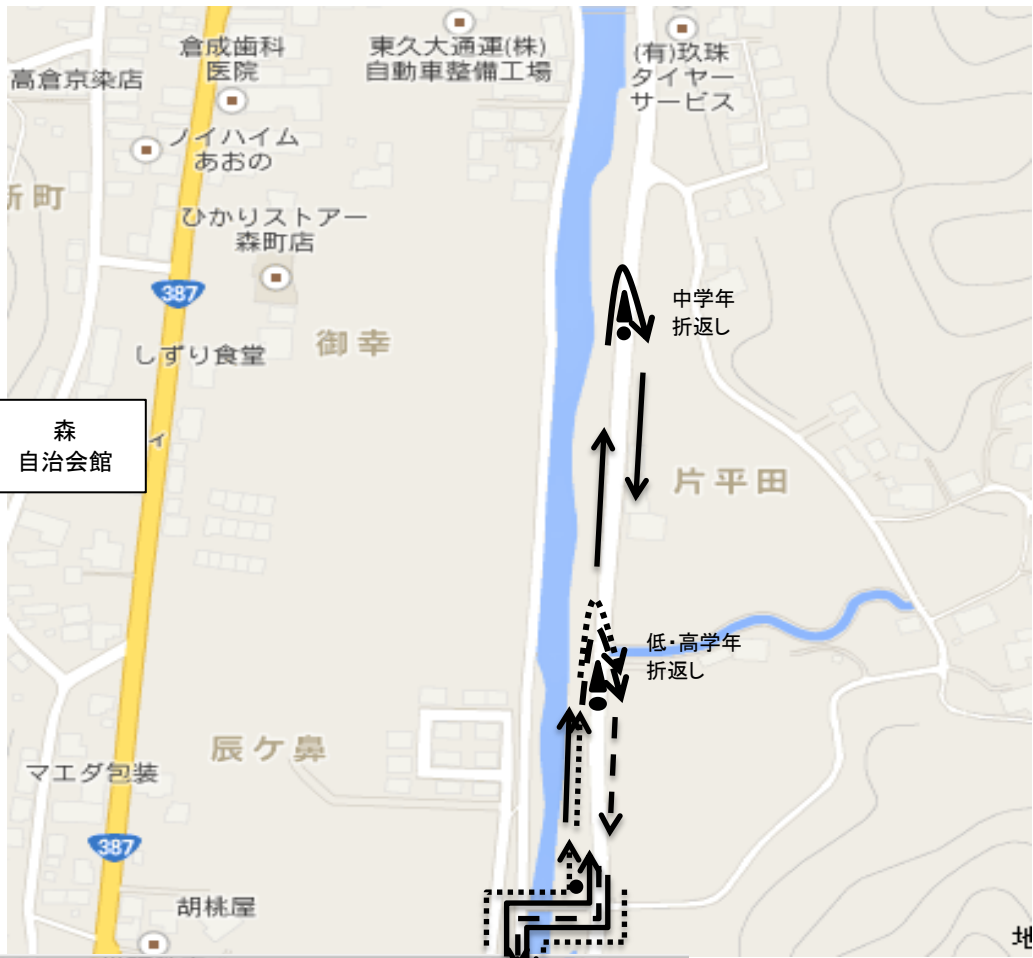 倉成歯科
医院
東久大通運(株)
自動車整備工場
(有)玖珠
タイヤー
サービス
高倉京染店
ノイハイム
あおの
新町
ひかりストアー
森町店
387
中学年
折返し
御幸
しずり食堂
森
自治会館
イ
片平田
低・高学年
折返し
辰ケ鼻
マエダ包装
387
胡桃屋
地